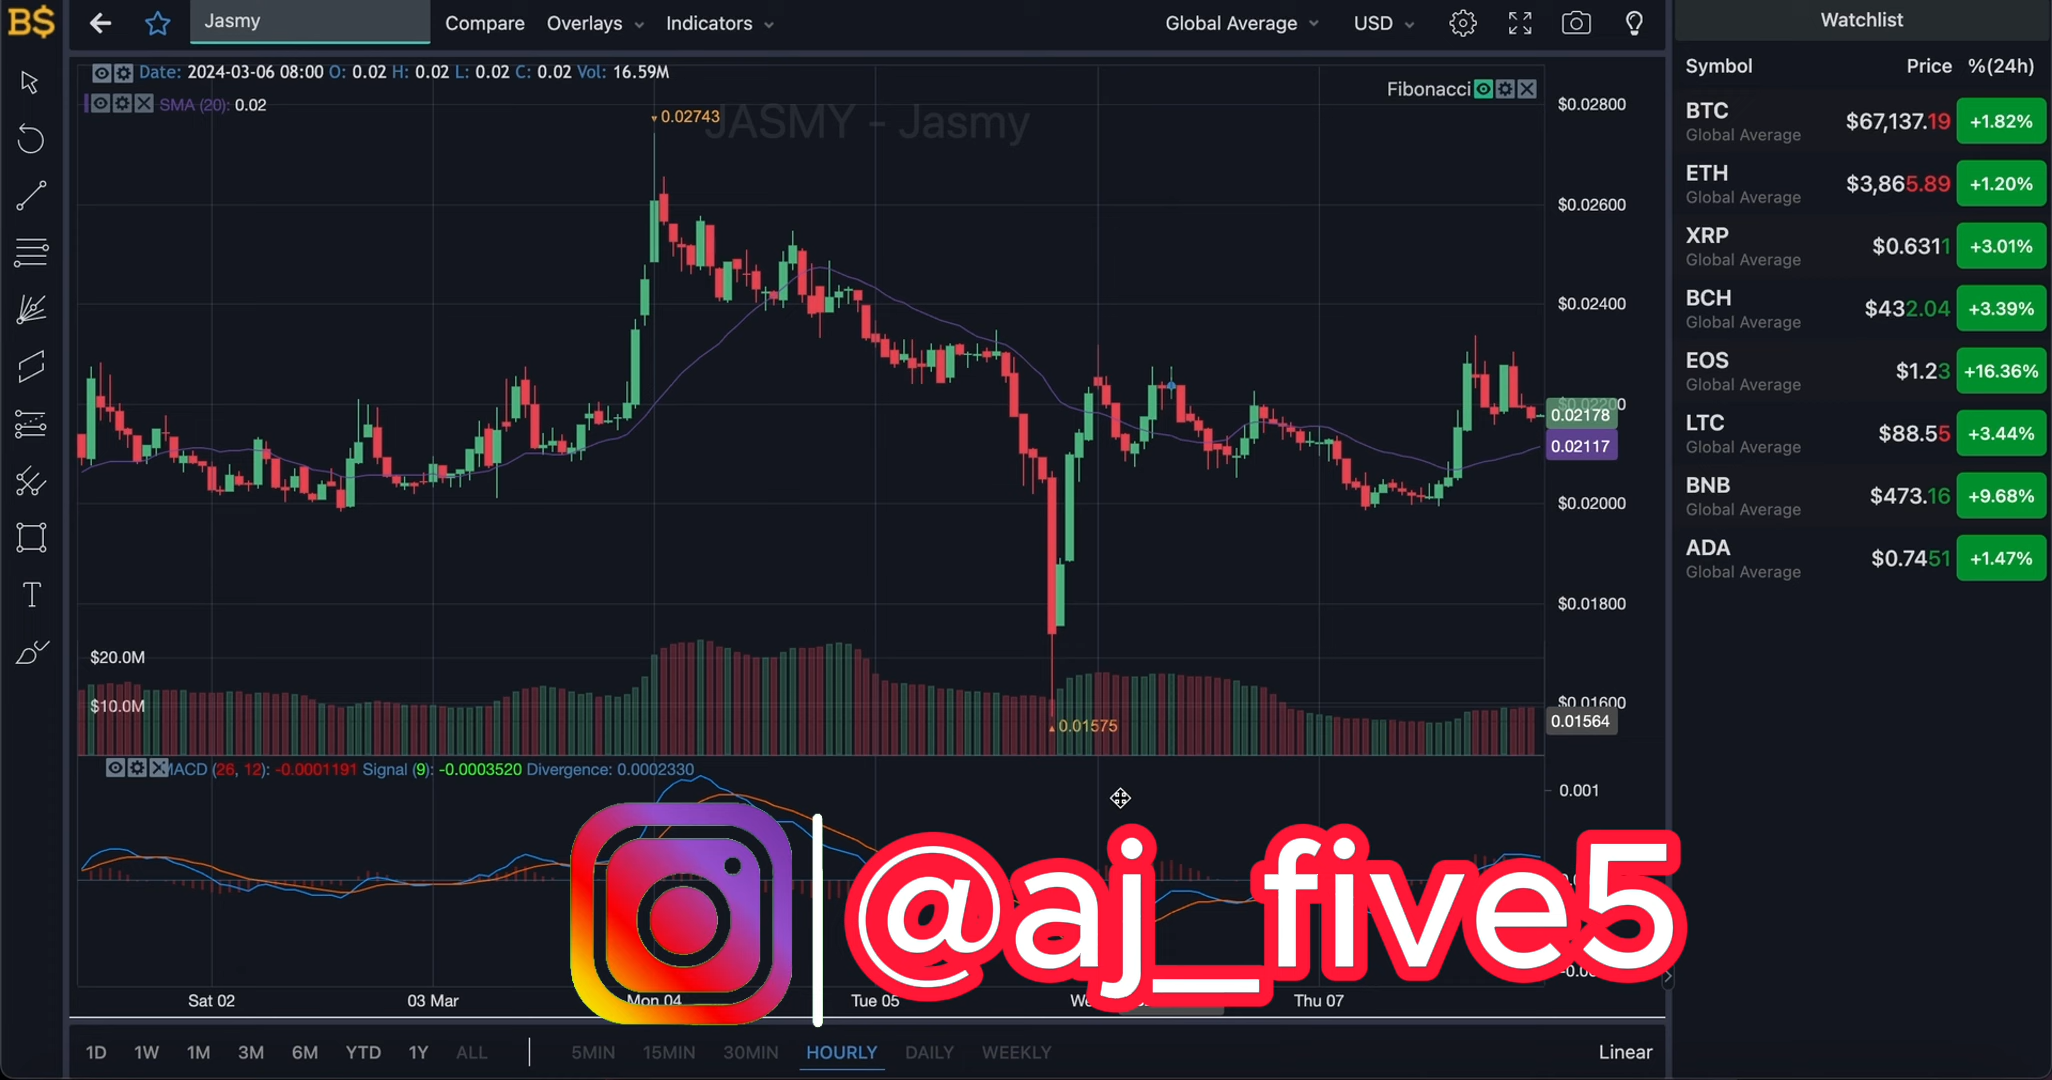 B$ Jasmy Compare Overlays Indicators Global Average USD Watchlist
Date: 2024-03-06 08:00 O: 0.02 H: 0.02 L: 0.02 C: 0.02 Vol: 16.59M
SMA (20): 0.02
Fibonacci
JASMY - Jasmy
0.02743
$0.02800
$0.02600
$0.02400
0.02178
0.02117
$0.02000
$0.01800
$0.01600
0.01564
0.01575
$20.0M
$10.0M
MACD (26, 12): -0.0001191 Signal (9): -0.0003520 Divergence: 0.0002330
0.001
@aj_five5
Sat 02 03 Mar Mon 04 Tue 05 Thu 07
1D 1W 1M 3M 6M YTD 1Y ALL 5MIN 15MIN 30MIN HOURLY DAILY WEEKLY Linear
Symbol Price %(24h)
BTC $67,137.19 +1.82%
Global Average
ETH $3,865.89 +1.20%
Global Average
XRP $0.6311 +3.01%
Global Average
BCH $432.04 +3.39%
Global Average
EOS $1.23 +16.36%
Global Average
LTC $88.55 +3.44%
Global Average
BNB $473.16 +9.68%
Global Average
ADA $0.7451 +1.47%
Global Average